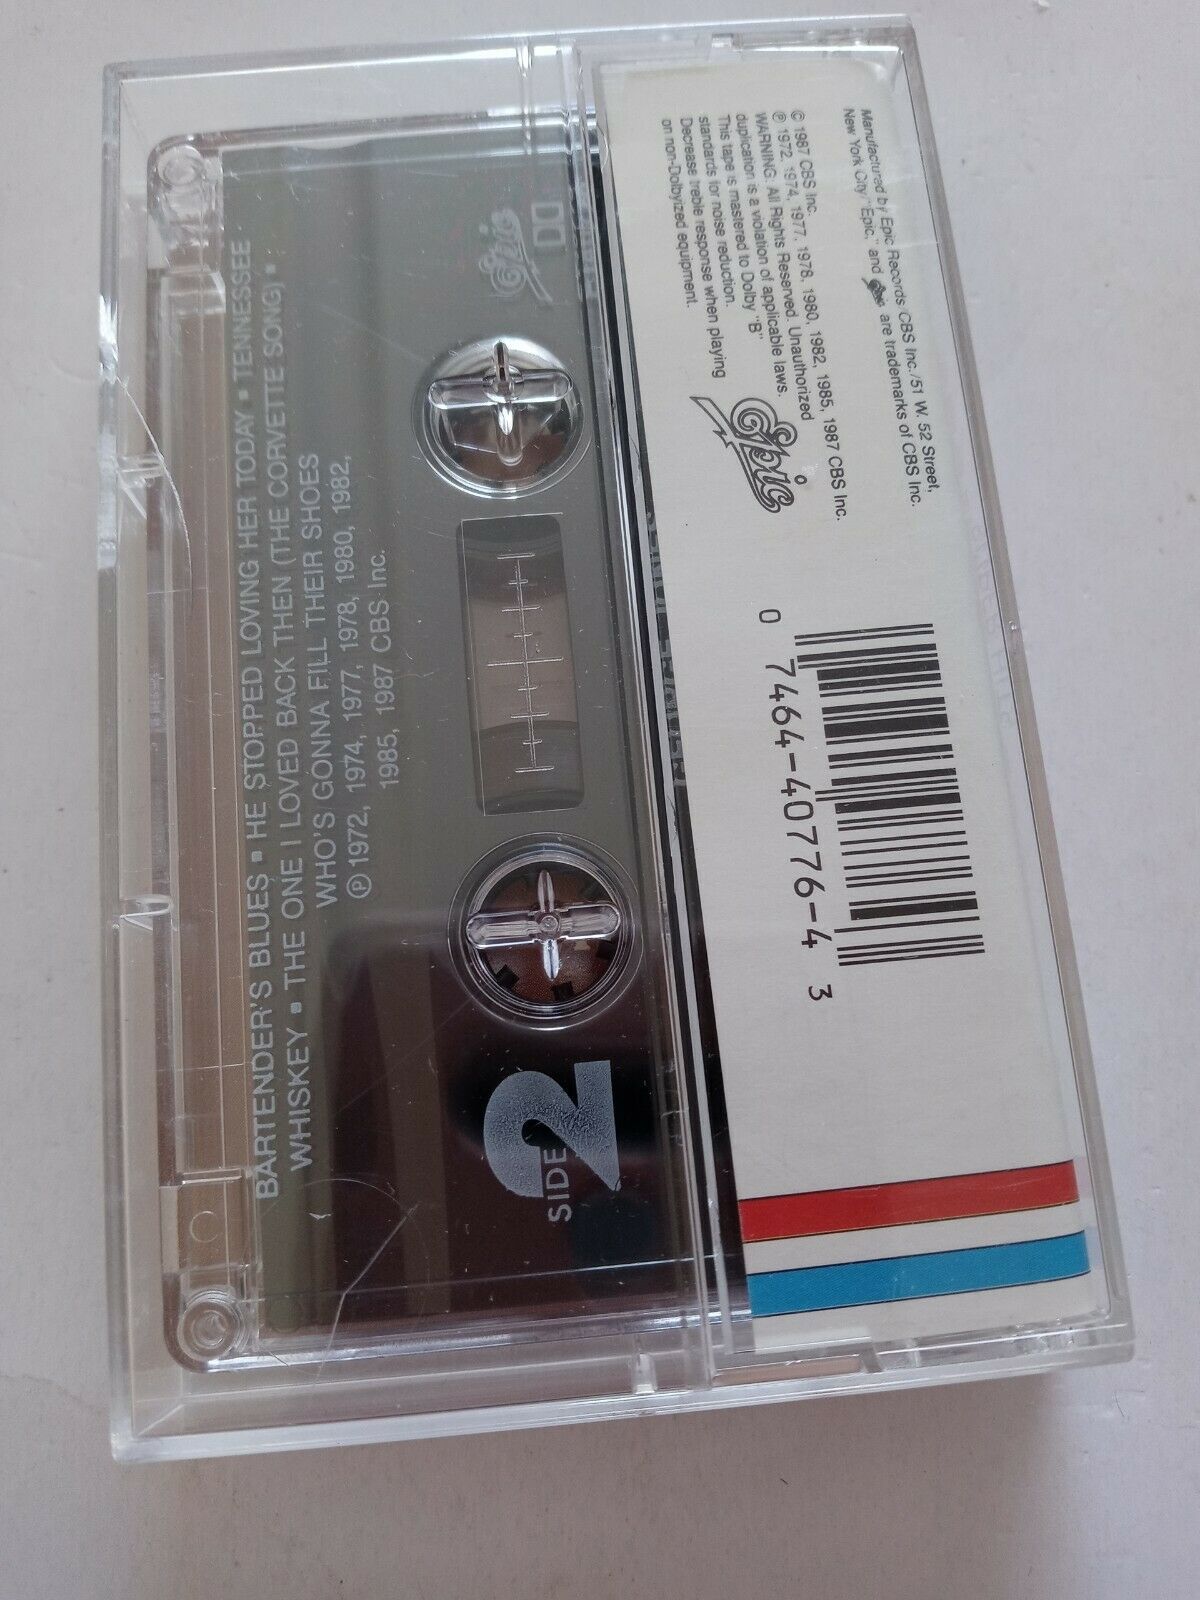 Manufactured by Epic Records/CBS Inc./51 W. 52 Street,
New York City/"Epic," and Epic are trademarks of CBS Inc.
© 1987 CBS Inc.
℗ 1972, 1974, 1977, 1978, 1980, 1982, 1985, 1987 CBS Inc.
WARNING: All Rights Reserved. Unauthorized
duplication is a violation of applicable laws.
This tape is mastered to Dolby "B"
standards for noise reduction.
Decrease treble response when playing
on non-Dolbyized equipment.
Epic
0 7464-40776-4 3
GEORGE JONES
Epic
SIDE 2
BARTENDER'S BLUES ▪ HE STOPPED LOVING HER TODAY ▪ TENNESSEE
WHISKEY ▪ THE ONE I LOVED BACK THEN (THE CORVETTE SONG) ▪
WHO'S GONNA FILL THEIR SHOES
℗ 1972, 1974, 1977, 1978, 1980, 1982,
1985, 1987 CBS Inc.